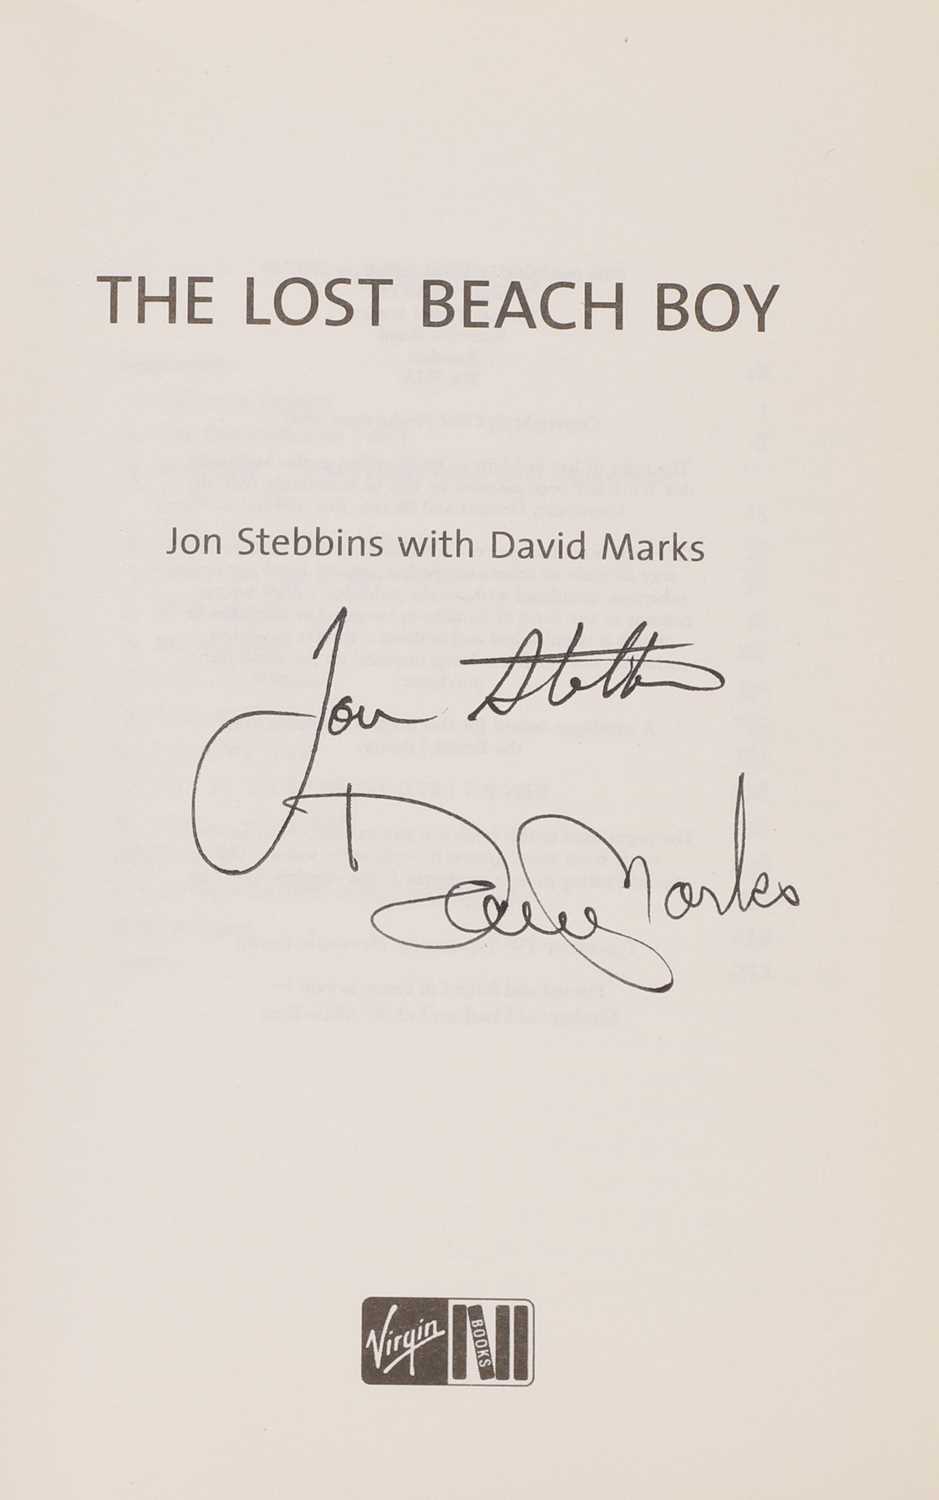 THE LOST BEACH BOY
Jon Stebbins with David Marks
Jon Stebbins
David Marks
Virgin BOOKS